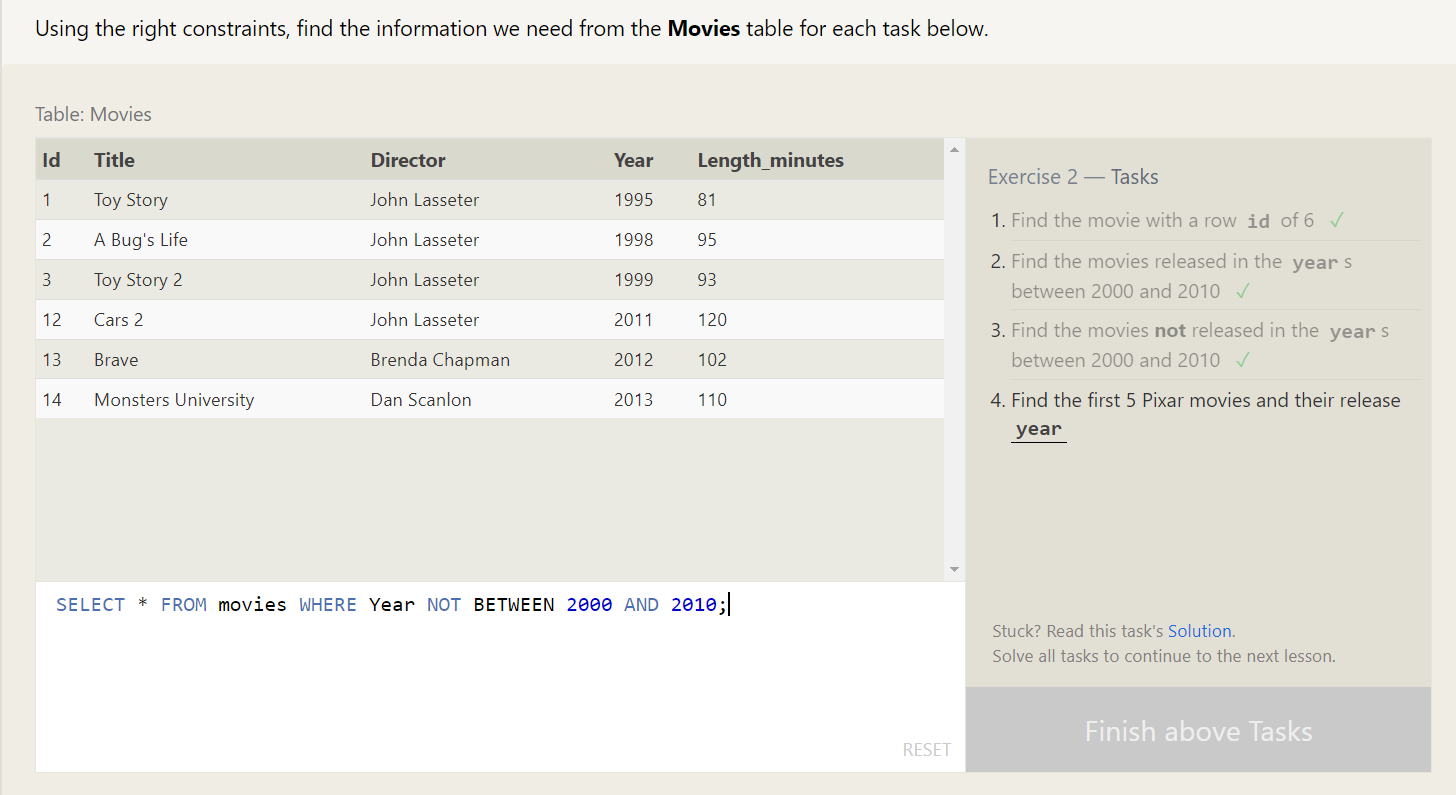 Using the right constraints, find the information we need from the Movies table for each task below.
Table: Movies
Id Title Director Year Length_minutes
1 Toy Story John Lasseter 1995 81
2 A Bug's Life John Lasseter 1998 95
3 Toy Story 2 John Lasseter 1999 93
12 Cars 2 John Lasseter 2011 120
13 Brave Brenda Chapman 2012 102
14 Monsters University Dan Scanlon 2013 110
SELECT * FROM movies WHERE Year NOT BETWEEN 2000 AND 2010;
RESET
Exercise 2 — Tasks
1. Find the movie with a row id of 6 ✓
2. Find the movies released in the year s
between 2000 and 2010 ✓
3. Find the movies not released in the year s
between 2000 and 2010 ✓
4. Find the first 5 Pixar movies and their release
year
Stuck? Read this task's Solution.
Solve all tasks to continue to the next lesson.
Finish above Tasks